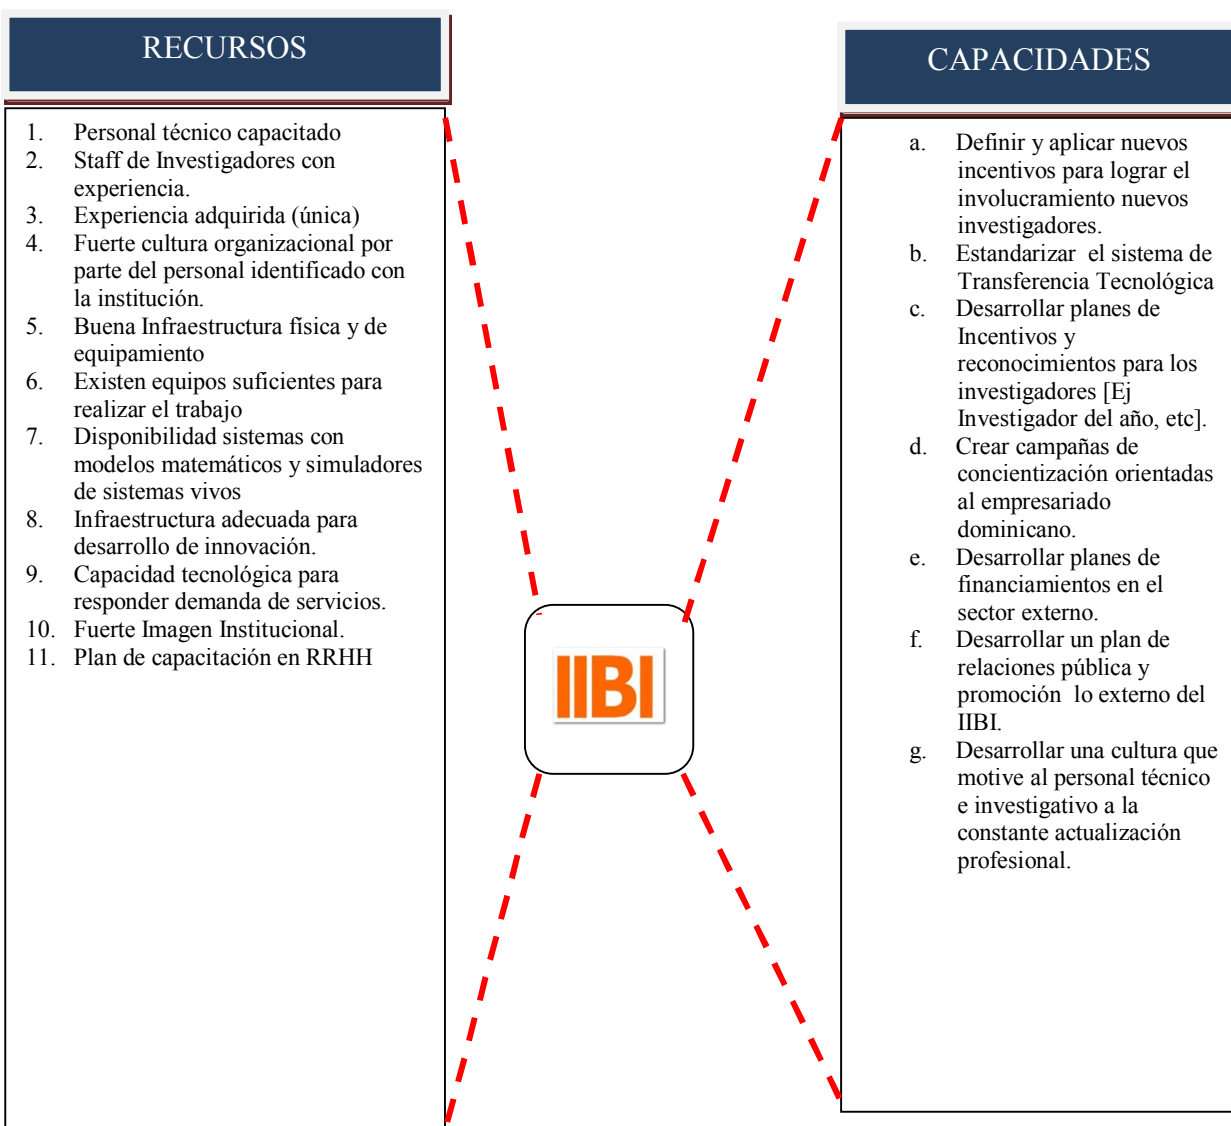 RECURSOS
1. Personal técnico capacitado
2. Staff de Investigadores con
experiencia.
3. Experiencia adquirida (única)
4. Fuerte cultura organizacional por
parte del personal identificado con
la institución.
5. Buena Infraestructura física y de
equipamiento
6. Existen equipos suficientes para
realizar el trabajo
7. Disponibilidad sistemas con
modelos matemáticos y simuladores
de sistemas vivos
8. Infraestructura adecuada para
desarrollo de innovación.
9. Capacidad tecnológica para
responder demanda de servicios.
10. Fuerte Imagen Institucional.
11. Plan de capacitación en RRHH
IIBI
CAPACIDADES
a. Definir y aplicar nuevos
incentivos para lograr el
involucramiento nuevos
investigadores.
b. Estandarizar el sistema de
Transferencia Tecnológica
c. Desarrollar planes de
Incentivos y
reconocimientos para los
investigadores [Ej
Investigador del año, etc].
d. Crear campañas de
concientización orientadas
al empresariado
dominicano.
e. Desarrollar planes de
financiamientos en el
sector externo.
f. Desarrollar un plan de
relaciones pública y
promoción lo externo del
IIBI.
g. Desarrollar una cultura que
motive al personal técnico
e investigativo a la
constante actualización
profesional.